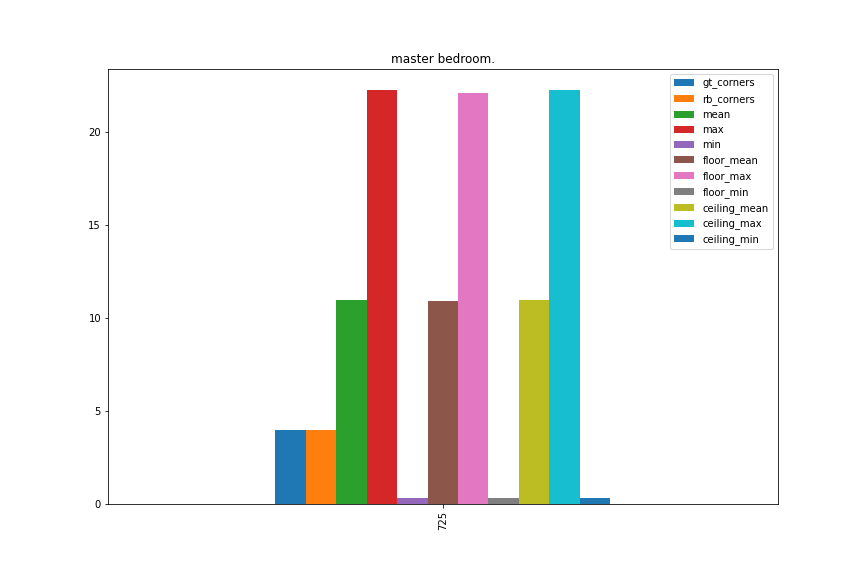 master bedroom.
gt_corners
rb_corners
mean
max
min
floor_mean
floor_max
floor_min
ceiling_mean
ceiling_max
ceiling_min
20
15
10
5
0
725